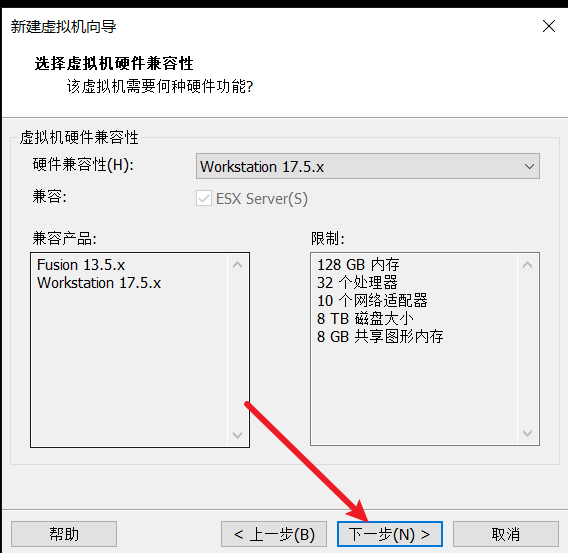 新建虚拟机向导
选择虚拟机硬件兼容性
该虚拟机需要何种硬件功能?
虚拟机硬件兼容性
硬件兼容性(H):
Workstation 17.5.x
兼容:
ESX Server(S)
兼容产品:
Fusion 13.5.x
Workstation 17.5.x
限制:
128 GB 内存
32 个处理器
10 个网络适配器
8 TB 磁盘大小
8 GB 共享图形内存
帮助
< 上一步(B)
下一步(N) >
取消